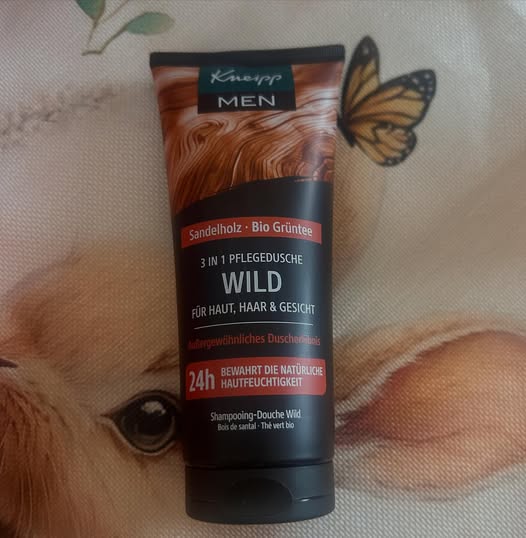 Kneipp
MEN
Sandelholz · Bio Grüntee
3 IN 1 PFLEGEDUSCHE
WILD
FÜR HAUT, HAAR & GESICHT
Außergewöhnliches Duscherlebnis
24h BEWAHRT DIE NATÜRLICHE
HAUTFEUCHTIGKEIT
Shampooing-Douche Wild
Bois de santal · Thé vert bio